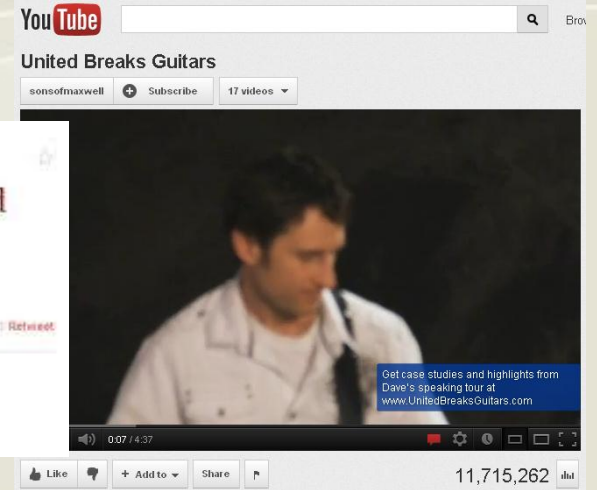 YouTube
Brov
United Breaks Guitars
sonsofmaxwell + Subscribe 17 videos
Retweet
Get case studies and highlights from
Dave's speaking tour at
www.UnitedBreaksGuitars.com
0:07 / 4:37
Like + Add to Share 11,715,262